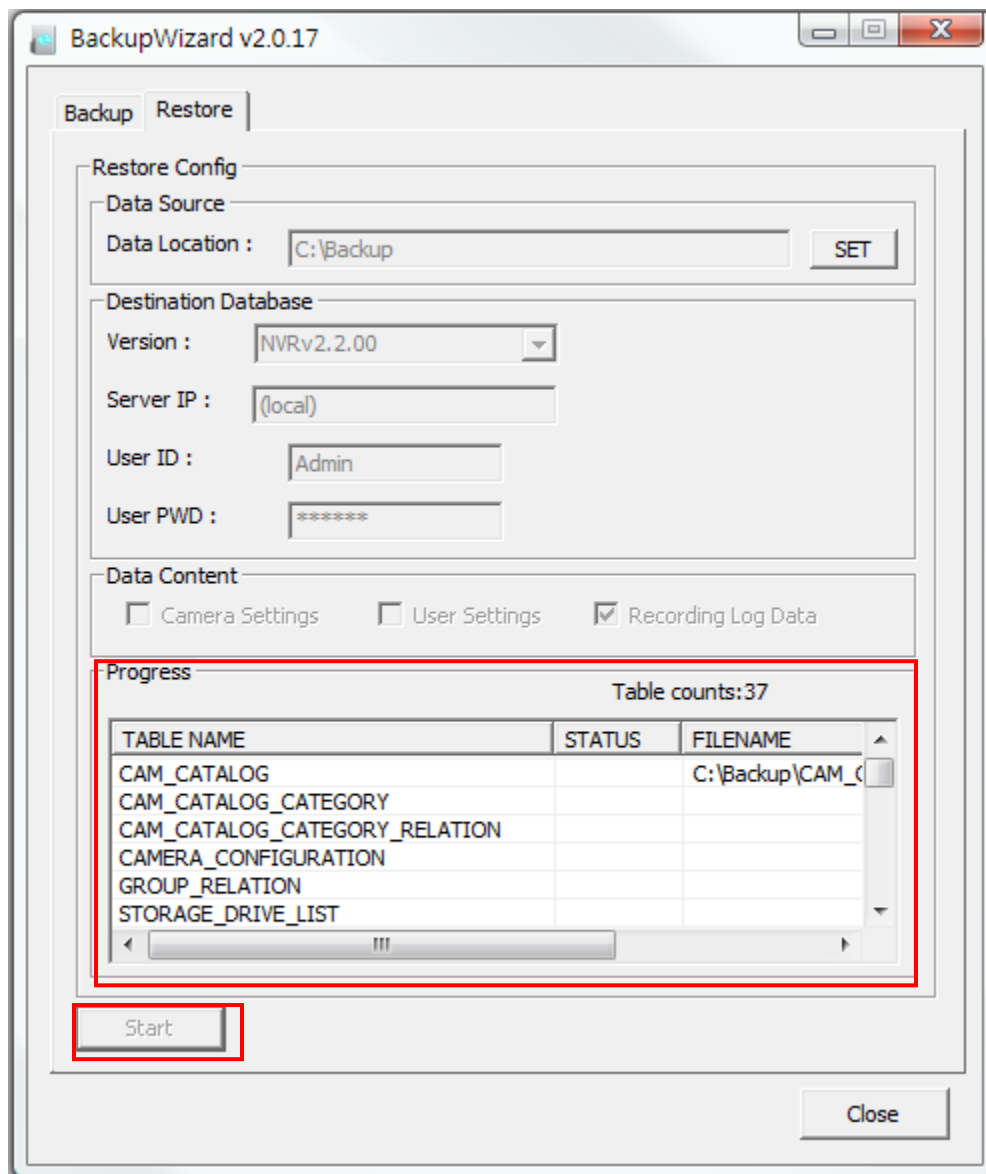 BackupWizard v2.0.17
Backup Restore
Restore Config
Data Source
Data Location : C:\Backup SET
Destination Database
Version : NVRv2.2.00
Server IP : (local)
User ID : Admin
User PWD : ******
Data Content
Camera Settings User Settings Recording Log Data
Progress
Table counts:37
TABLE NAME STATUS FILENAME
CAM_CATALOG C:\Backup\CAM_C
CAM_CATALOG_CATEGORY
CAM_CATALOG_CATEGORY_RELATION
CAMERA_CONFIGURATION
GROUP_RELATION
STORAGE_DRIVE_LIST
Start
Close